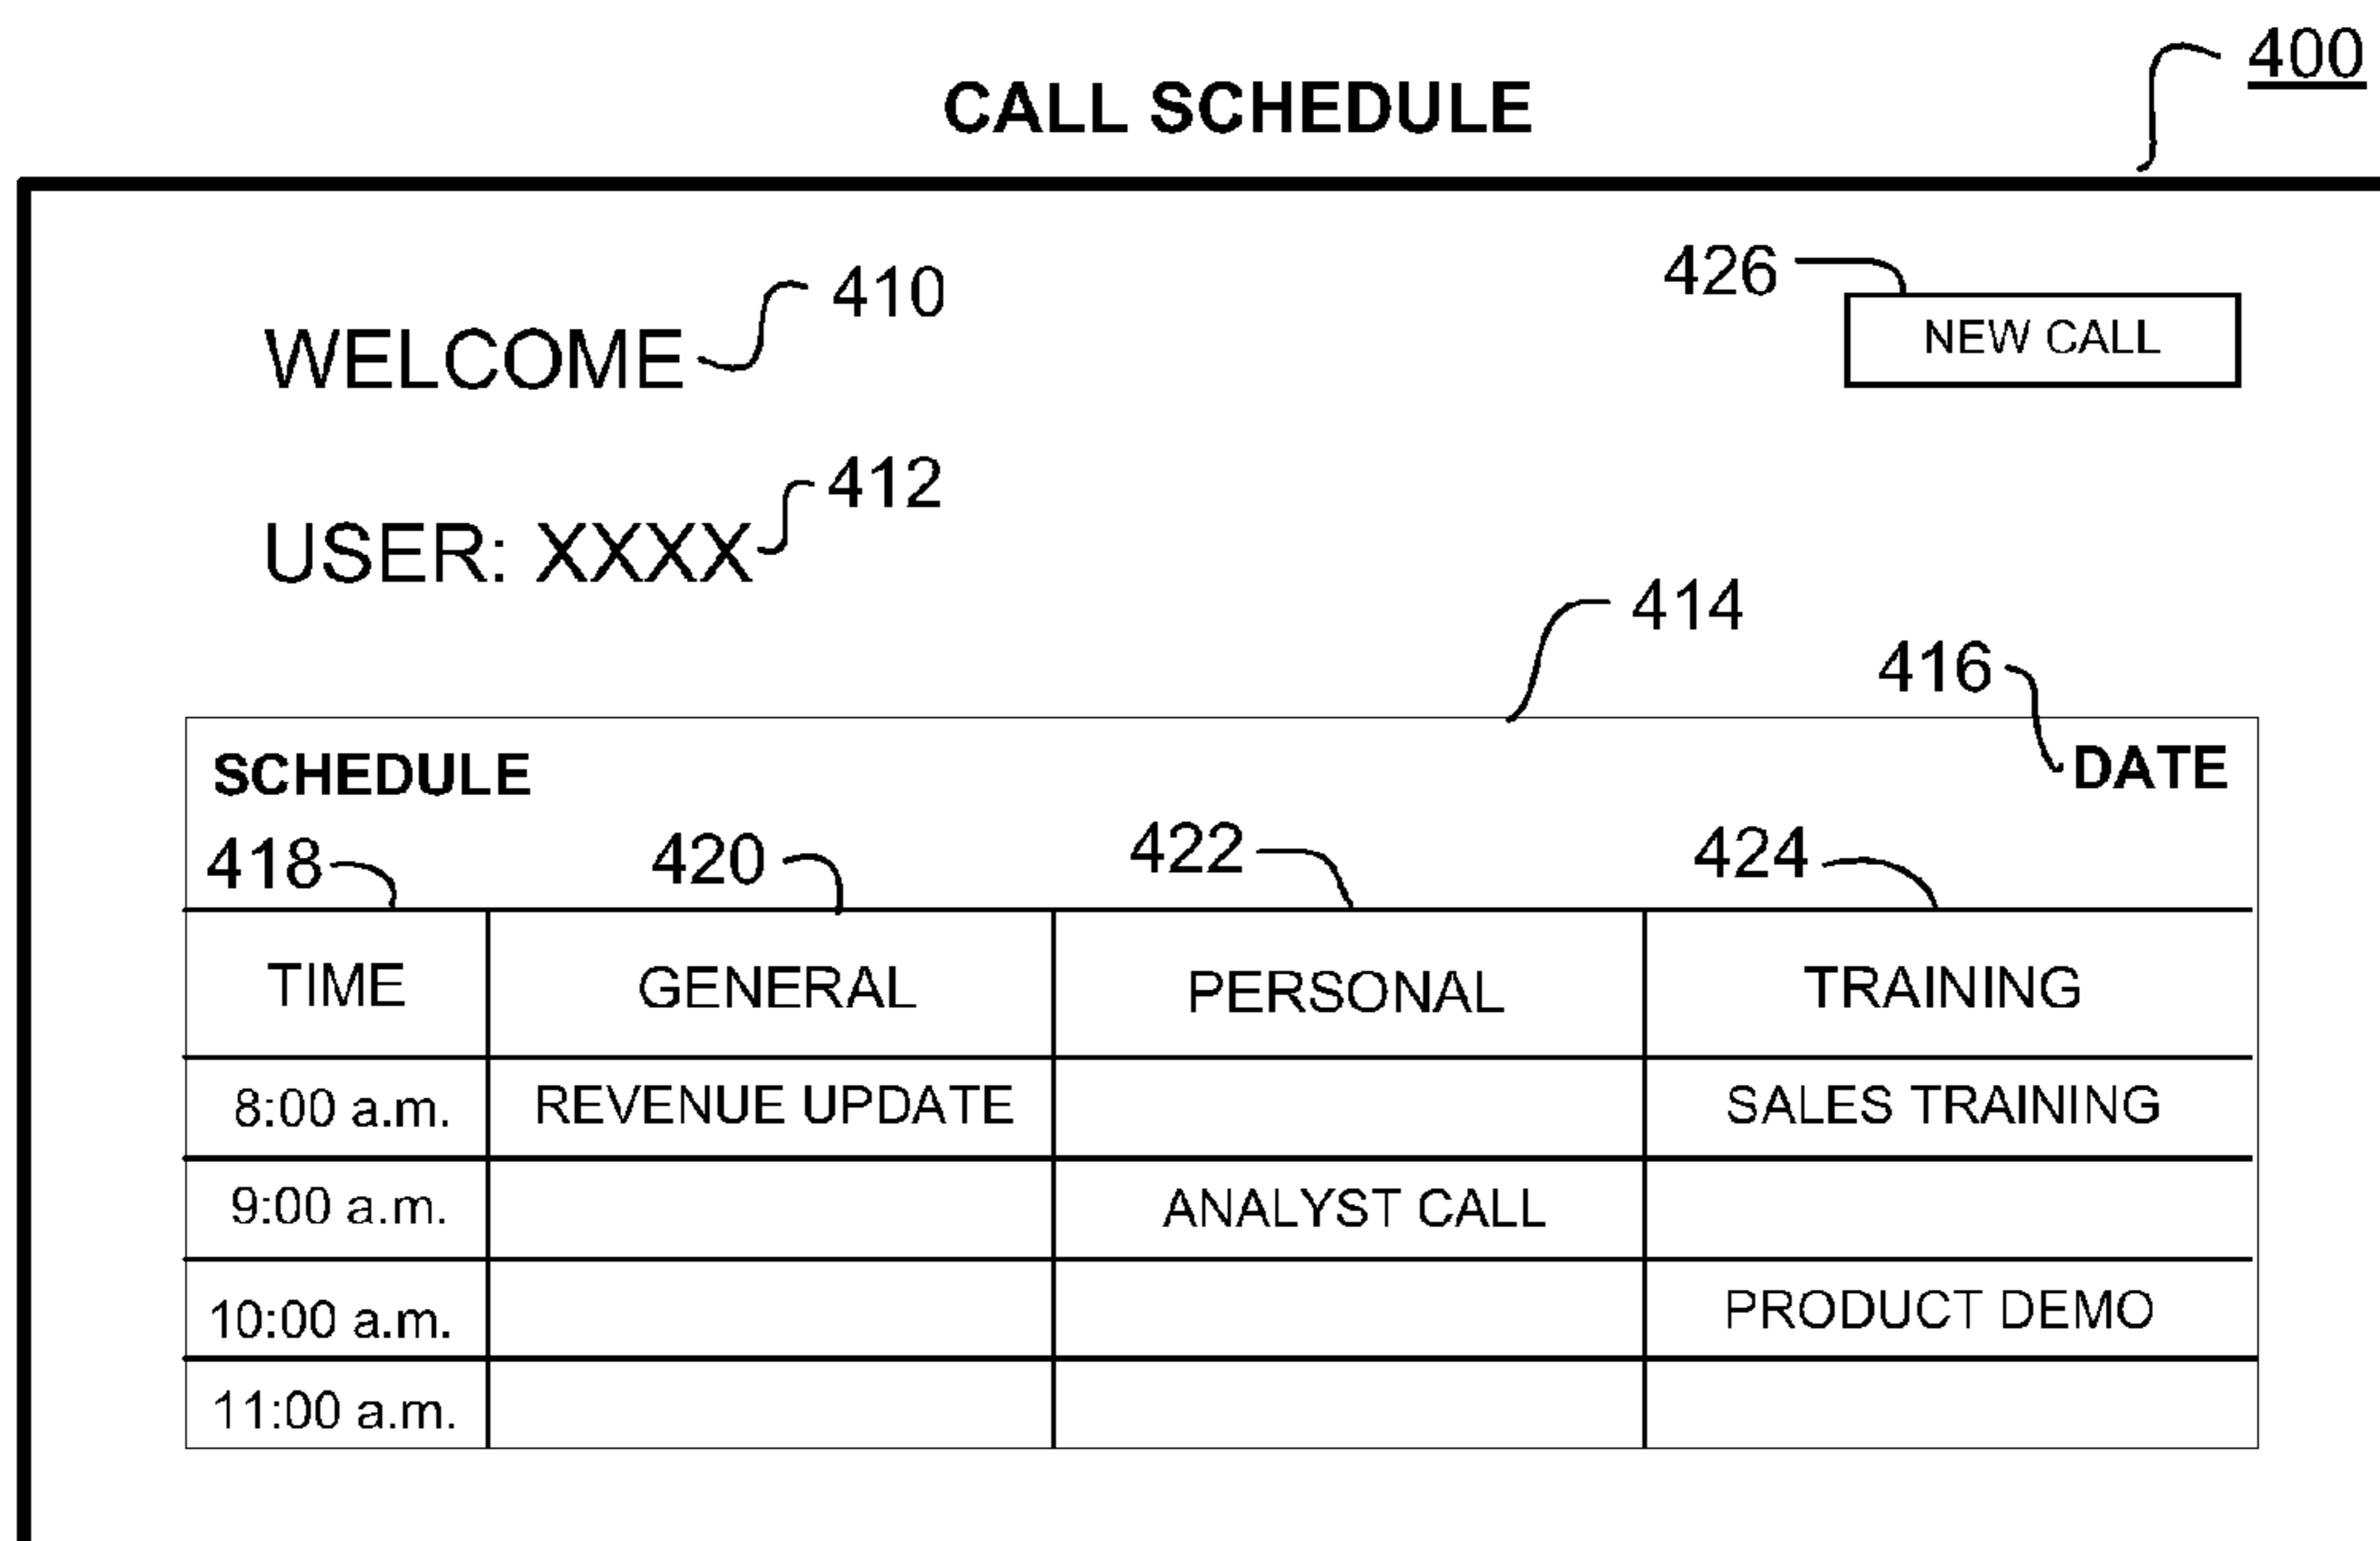 400
CALL SCHEDULE
426
410
NEW CALL
WELCOME
412
USER: XXXX
414
416
SCHEDULE DATE
418 420 422 424
TIME GENERAL PERSONAL TRAINING
8:00 a.m. REVENUE UPDATE SALES TRAINING
9:00 a.m. ANALYST CALL
10:00 a.m. PRODUCT DEMO
11:00 a.m.